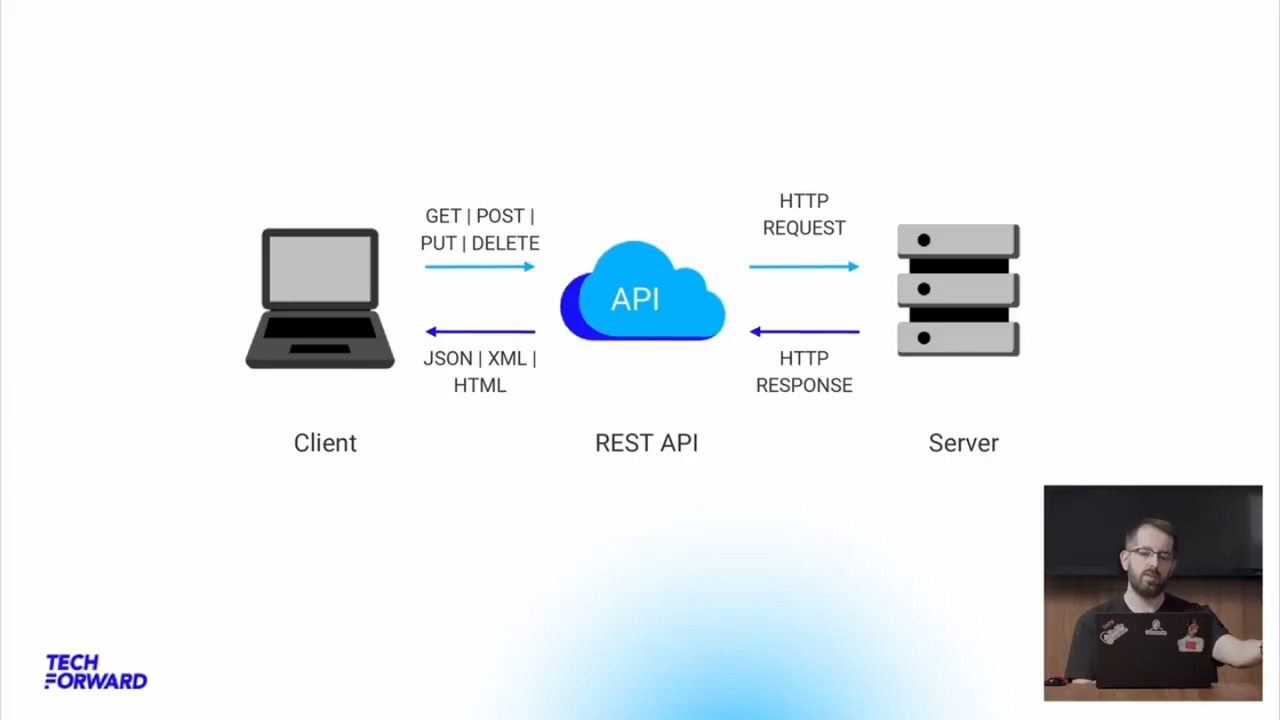 GET | POST |
PUT | DELETE
HTTP
REQUEST
API
JSON | XML |
HTML
HTTP
RESPONSE
Client
REST API
Server
TECH
FORWARD